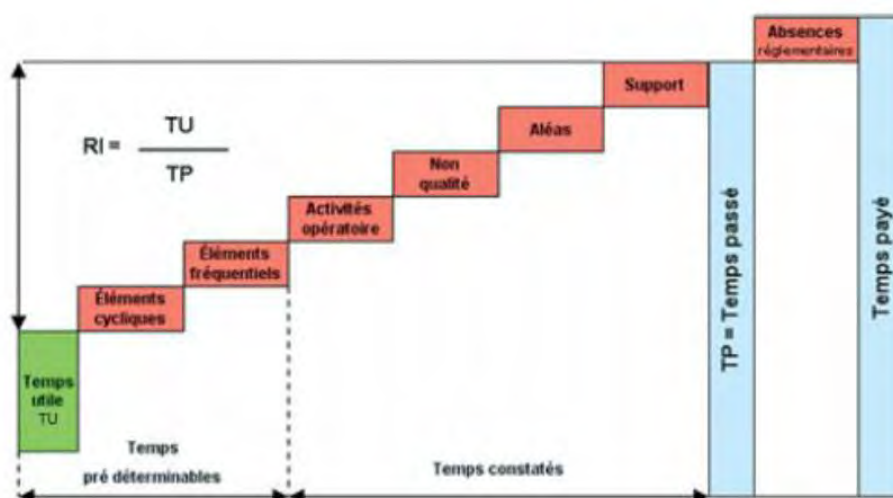 Absences
réglementaires
Support
Aléas
Non
qualité
Activités
opératoire
Éléments
fréquentiels
Éléments
cycliques
Temps
utile
TU
RI = TU
TP
TP = Temps passé
Temps payé
Temps
pré déterminables
Temps constatés